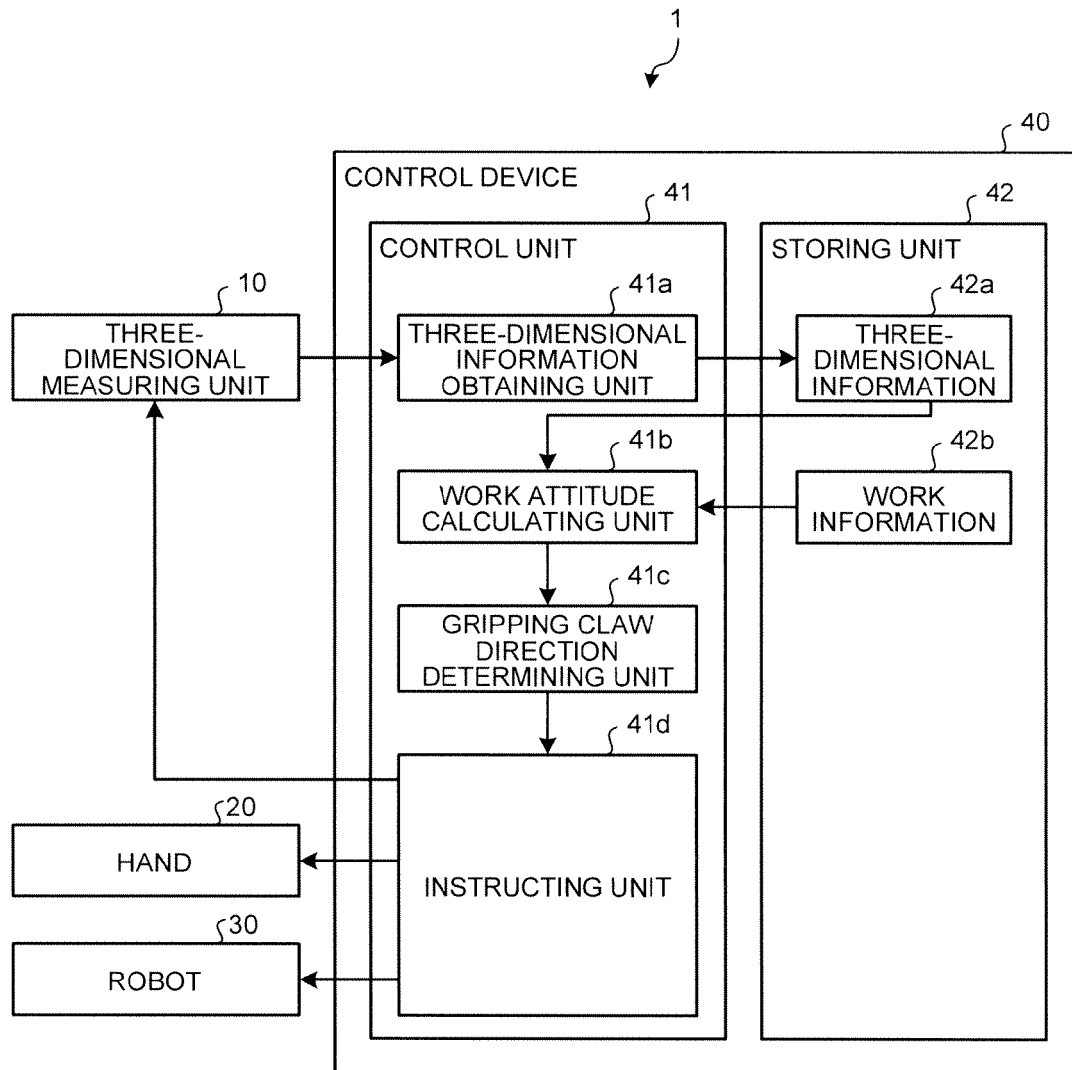 1
40
CONTROL DEVICE
41
42
CONTROL UNIT
STORING UNIT
10
41a
42a
THREE-
DIMENSIONAL
MEASURING UNIT
THREE-DIMENSIONAL
INFORMATION
OBTAINING UNIT
THREE-
DIMENSIONAL
INFORMATION
41b
42b
WORK ATTITUDE
CALCULATING UNIT
WORK
INFORMATION
41c
GRIPPING CLAW
DIRECTION
DETERMINING UNIT
41d
20
HAND
INSTRUCTING UNIT
30
ROBOT